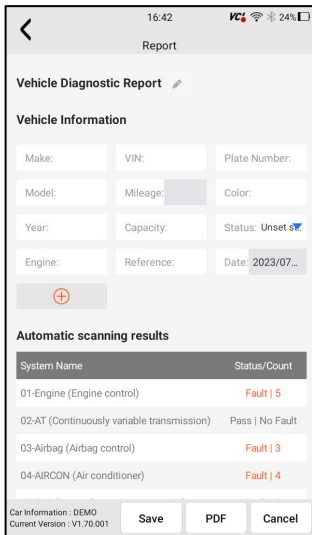 16:42
VCI 24%
Report
Vehicle Diagnostic Report
Vehicle Information
Make: VIN: Plate Number:
Model: Mileage: Color:
Year: Capacity: Status: Unset s...
Engine: Reference: Date: 2023/07...
Automatic scanning results
System Name Status/Count
01-Engine (Engine control) Fault | 5
02-AT (Continuously variable transmission) Pass | No Fault
03-Airbag (Airbag control) Fault | 3
04-AIRCON (Air conditioner) Fault | 4
Car Information : DEMO
Current Version : V1.70.001
Save PDF Cancel